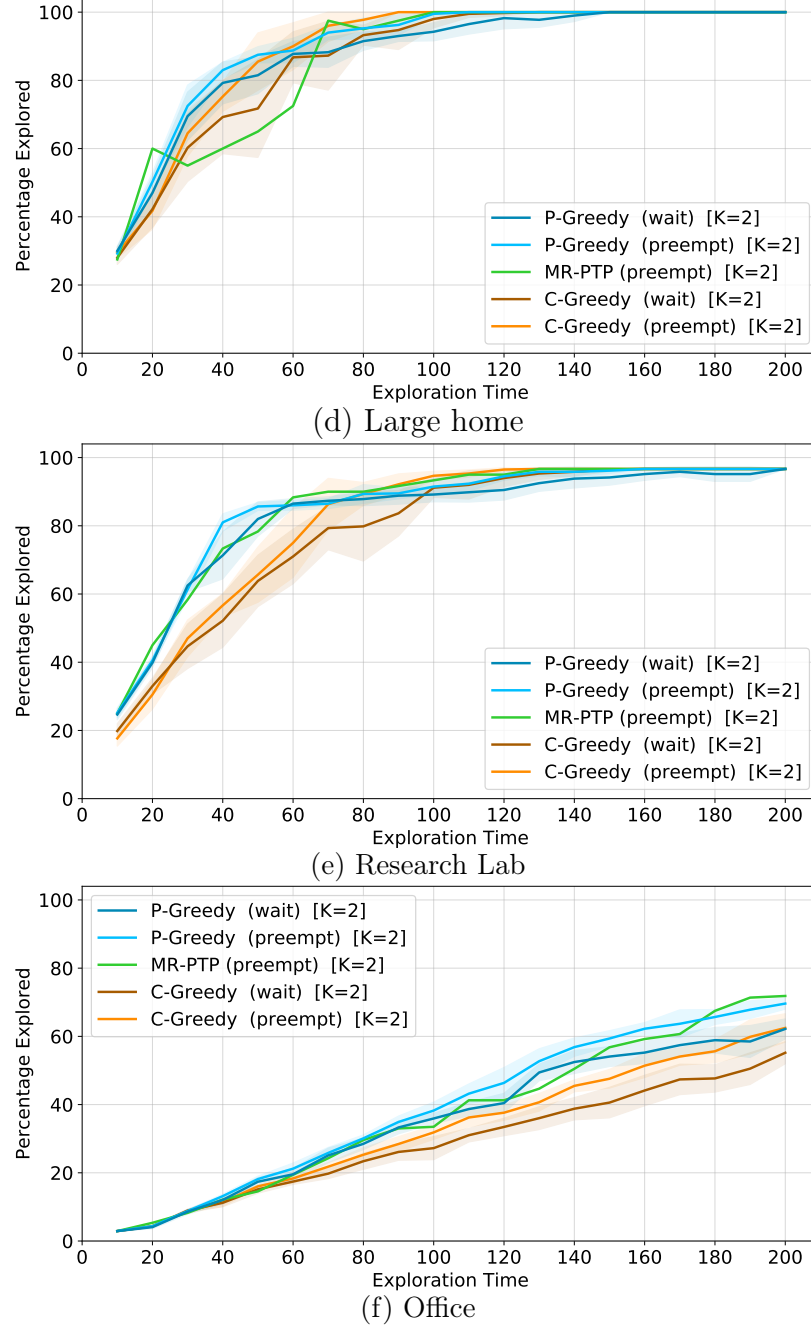 100
80
60
40
20
0
Percentage Explored
P-Greedy (wait) [K=2]
P-Greedy (preempt) [K=2]
MR-PTP (preempt) [K=2]
C-Greedy (wait) [K=2]
C-Greedy (preempt) [K=2]
0 20 40 60 80 100 120 140 160 180 200
Exploration Time
(d) Large home
100
80
60
40
20
0
Percentage Explored
P-Greedy (wait) [K=2]
P-Greedy (preempt) [K=2]
MR-PTP (preempt) [K=2]
C-Greedy (wait) [K=2]
C-Greedy (preempt) [K=2]
0 20 40 60 80 100 120 140 160 180 200
Exploration Time
(e) Research Lab
100
80
60
40
20
0
Percentage Explored
P-Greedy (wait) [K=2]
P-Greedy (preempt) [K=2]
MR-PTP (preempt) [K=2]
C-Greedy (wait) [K=2]
C-Greedy (preempt) [K=2]
0 20 40 60 80 100 120 140 160 180 200
Exploration Time
(f) Office